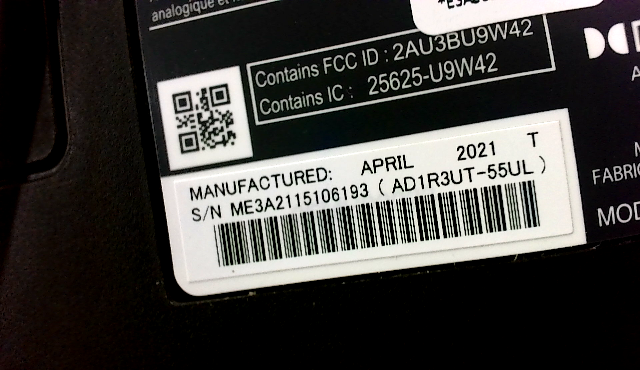 analogique et
Contains FCC ID : 2AU3BU9W42
Contains IC : 25625-U9W42
MANUFACTURED: APRIL 2021 T
S/N ME3A2115106193 ( AD1R3UT-55UL )
FABRIC
MOD